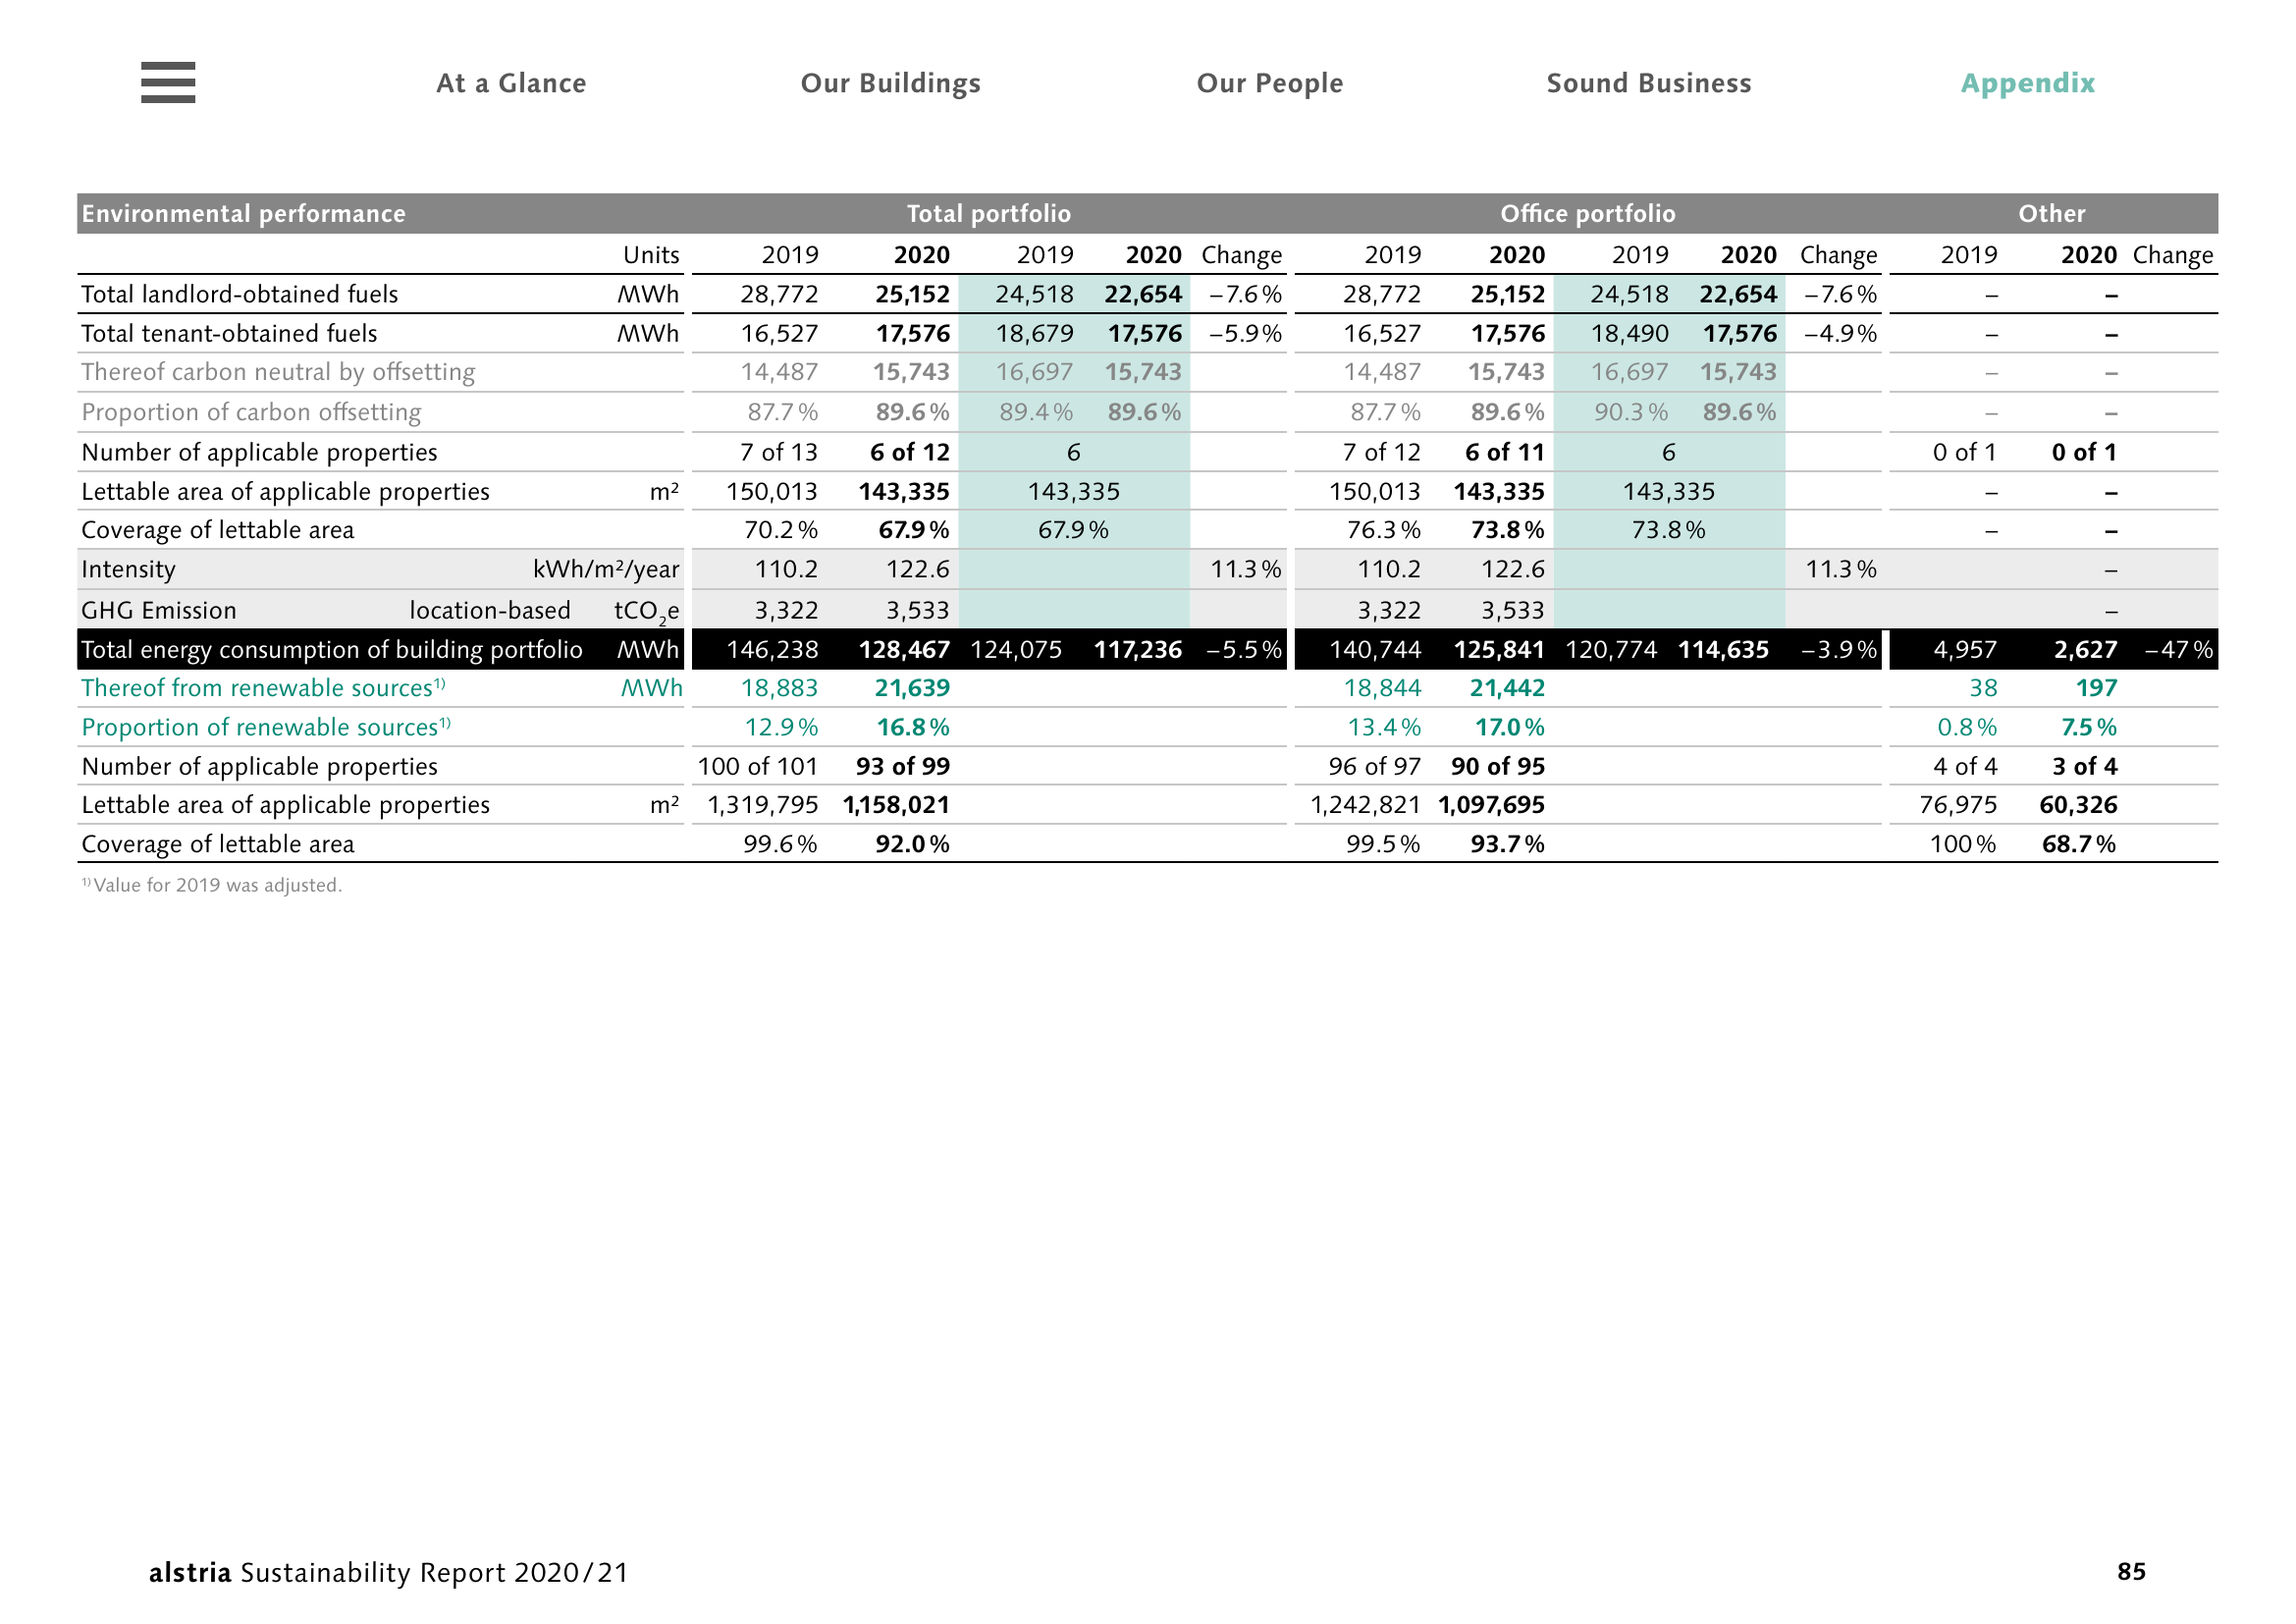 At a Glance Our Buildings Our People Sound Business Appendix
Environmental performance Total portfolio Office portfolio Other
Units 2019 2020 2019 2020 Change 2019 2020 2019 2020 Change 2019 2020 Change
Total landlord-obtained fuels MWh 28,772 25,152 24,518 22,654 –7.6 % 28,772 25,152 24,518 22,654 –7.6 % – –
Total tenant-obtained fuels MWh 16,527 17,576 18,679 17,576 –5.9 % 16,527 17,576 18,490 17,576 –4.9 % – –
Thereof carbon neutral by offsetting 14,487 15,743 16,697 15,743 14,487 15,743 16,697 15,743 – –
Proportion of carbon offsetting 87.7 % 89.6 % 89.4 % 89.6 % 87.7 % 89.6 % 90.3 % 89.6 % – –
Number of applicable properties 7 of 13 6 of 12 6 7 of 12 6 of 11 6 0 of 1 0 of 1
Lettable area of applicable properties m² 150,013 143,335 143,335 150,013 143,335 143,335 – –
Coverage of lettable area 70.2 % 67.9 % 67.9 % 76.3 % 73.8 % 73.8 % – –
Intensity kWh/m²/year 110.2 122.6 11.3 % 110.2 122.6 11.3 % –
GHG Emission location-based tCO₂e 3,322 3,533 3,322 3,533 –
Total energy consumption of building portfolio MWh 146,238 128,467 124,075 117,236 –5.5 % 140,744 125,841 120,774 114,635 –3.9 % 4,957 2,627 –47 %
Thereof from renewable sources¹⁾ MWh 18,883 21,639 18,844 21,442 38 197
Proportion of renewable sources¹⁾ 12.9 % 16.8 % 13.4 % 17.0 % 0.8 % 7.5 %
Number of applicable properties 100 of 101 93 of 99 96 of 97 90 of 95 4 of 4 3 of 4
Lettable area of applicable properties m² 1,319,795 1,158,021 1,242,821 1,097,695 76,975 60,326
Coverage of lettable area 99.6 % 92.0 % 99.5 % 93.7 % 100 % 68.7 %
¹⁾ Value for 2019 was adjusted.
alstria Sustainability Report 2020/21 85